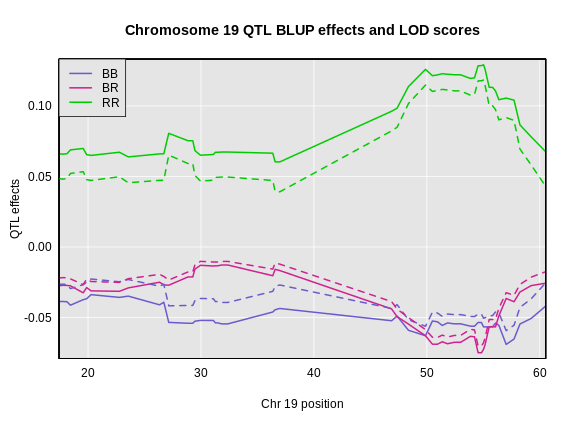 Chromosome 19 QTL BLUP effects and LOD scores
BB
BR
RR
0.10
0.05
0.00
-0.05
QTL effects
20 30 40 50 60
Chr 19 position